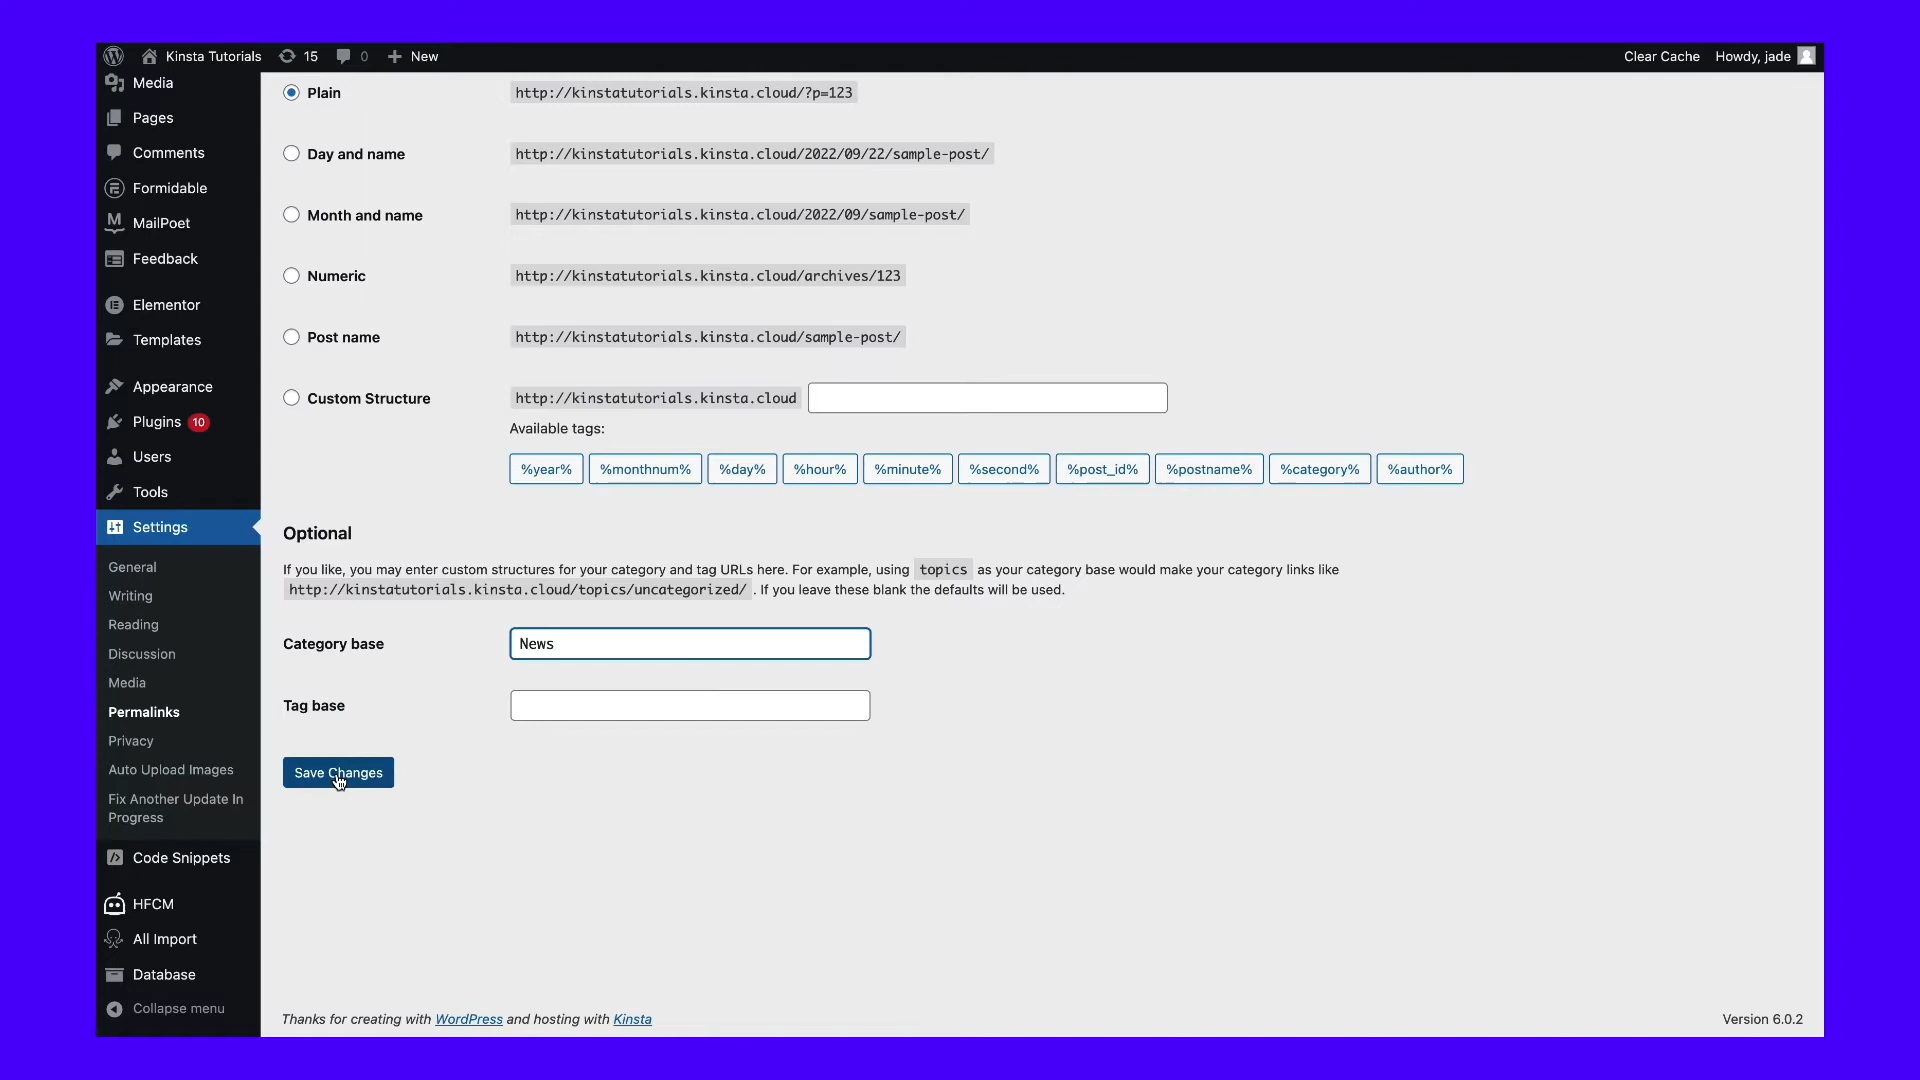 Kinsta Tutorials 15 0 New Clear Cache Howdy, jade
Media
Pages
Comments
Formidable
MailPoet
Feedback
Elementor
Templates
Appearance
Plugins 10
Users
Tools
Settings
General
Writing
Reading
Discussion
Media
Permalinks
Privacy
Auto Upload Images
Fix Another Update In
Progress
Code Snippets
HFCM
All Import
Database
Collapse menu
Plain http://kinstatutorials.kinsta.cloud/?p=123
Day and name http://kinstatutorials.kinsta.cloud/2022/09/22/sample-post/
Month and name http://kinstatutorials.kinsta.cloud/2022/09/sample-post/
Numeric http://kinstatutorials.kinsta.cloud/archives/123
Post name http://kinstatutorials.kinsta.cloud/sample-post/
Custom Structure http://kinstatutorials.kinsta.cloud
Available tags:
%year% %monthnum% %day% %hour% %minute% %second% %post_id% %postname% %category% %author%
Optional
If you like, you may enter custom structures for your category and tag URLs here. For example, using topics as your category base would make your category links like
http://kinstatutorials.kinsta.cloud/topics/uncategorized/ . If you leave these blank the defaults will be used.
Category base News
Tag base
Save Changes
Thanks for creating with WordPress and hosting with Kinsta Version 6.0.2